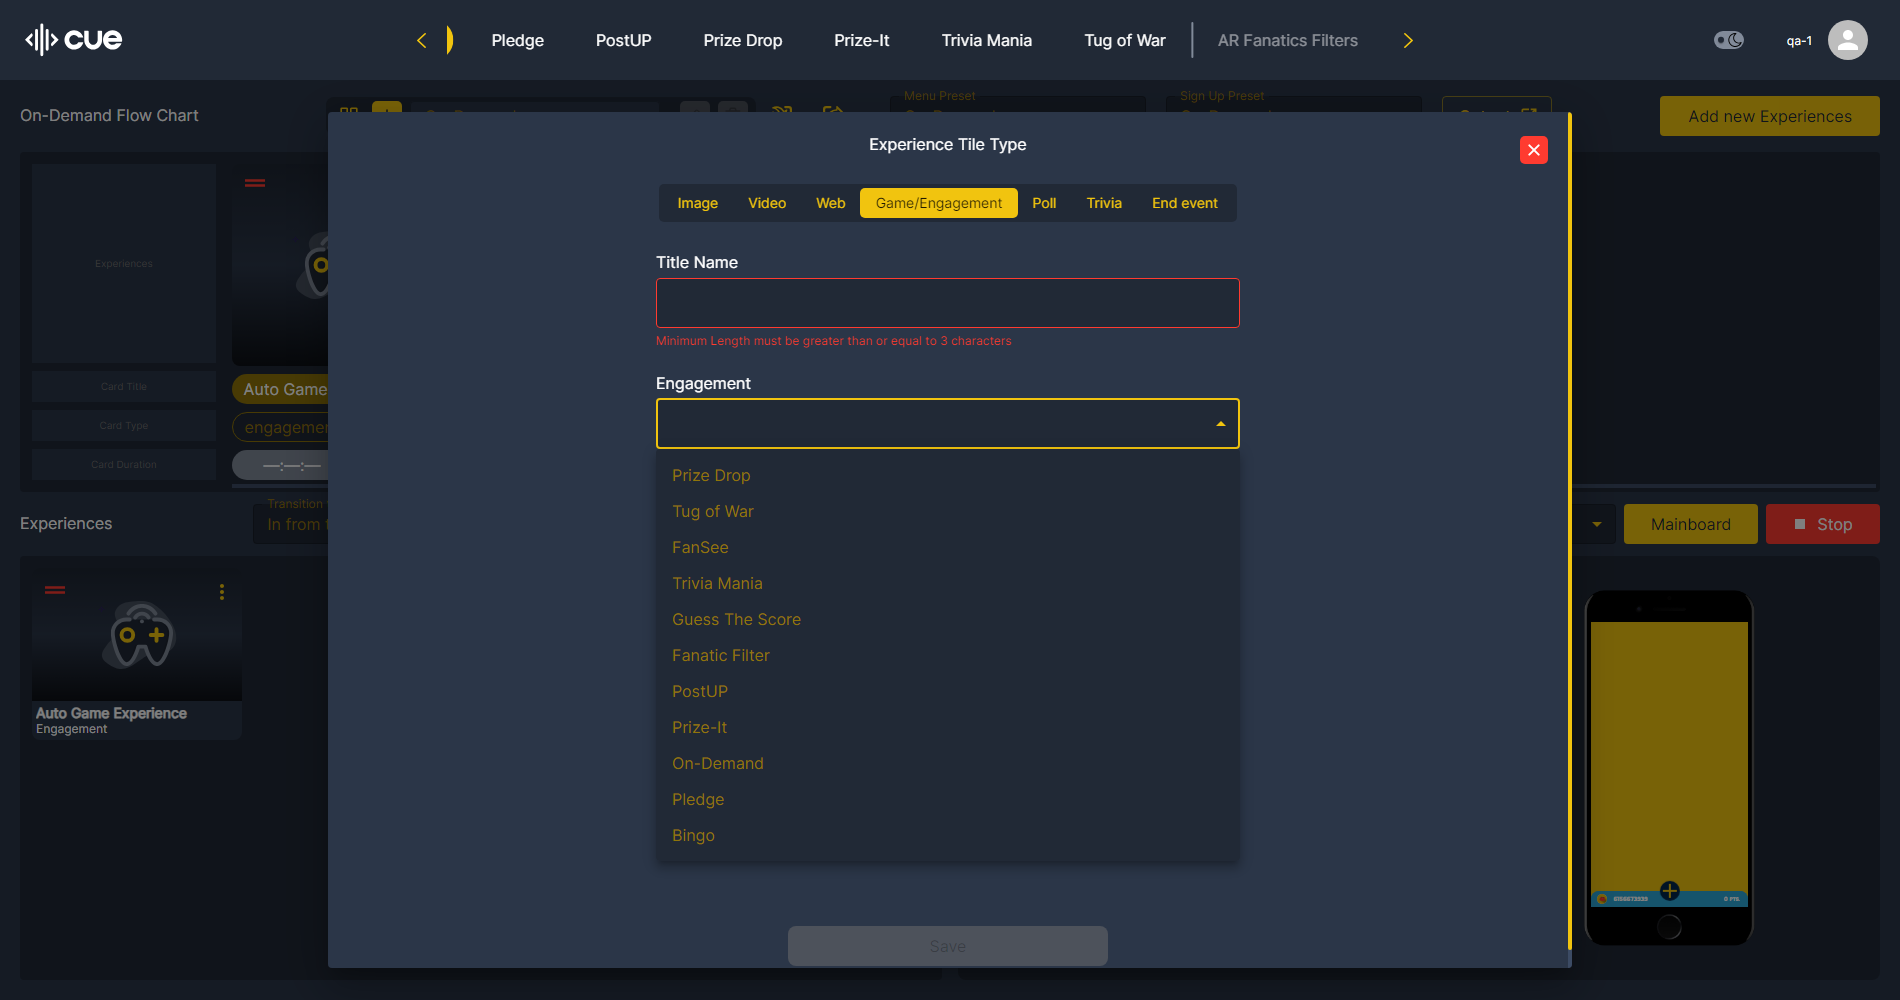 cue
Pledge
PostUP
Prize Drop
Prize-It
Trivia Mania
Tug of War
AR Fanatics Filters
qa-1
On-Demand Flow Chart
Menu Preset
Sign Up Preset
Add new Experiences
Experience Tile Type
Image
Video
Web
Game/Engagement
Poll
Trivia
End event
Experiences
Title Name
Minimum Length must be greater than or equal to 3 characters
Card Title
Auto Game
Engagement
Card Type
engagemen
Card Duration
—:—:—
Prize Drop
Tug of War
FanSee
Trivia Mania
Guess The Score
Fanatic Filter
PostUP
Prize-It
On-Demand
Pledge
Bingo
Experiences
Transition
In from
Mainboard
Stop
Auto Game Experience
Engagement
Save